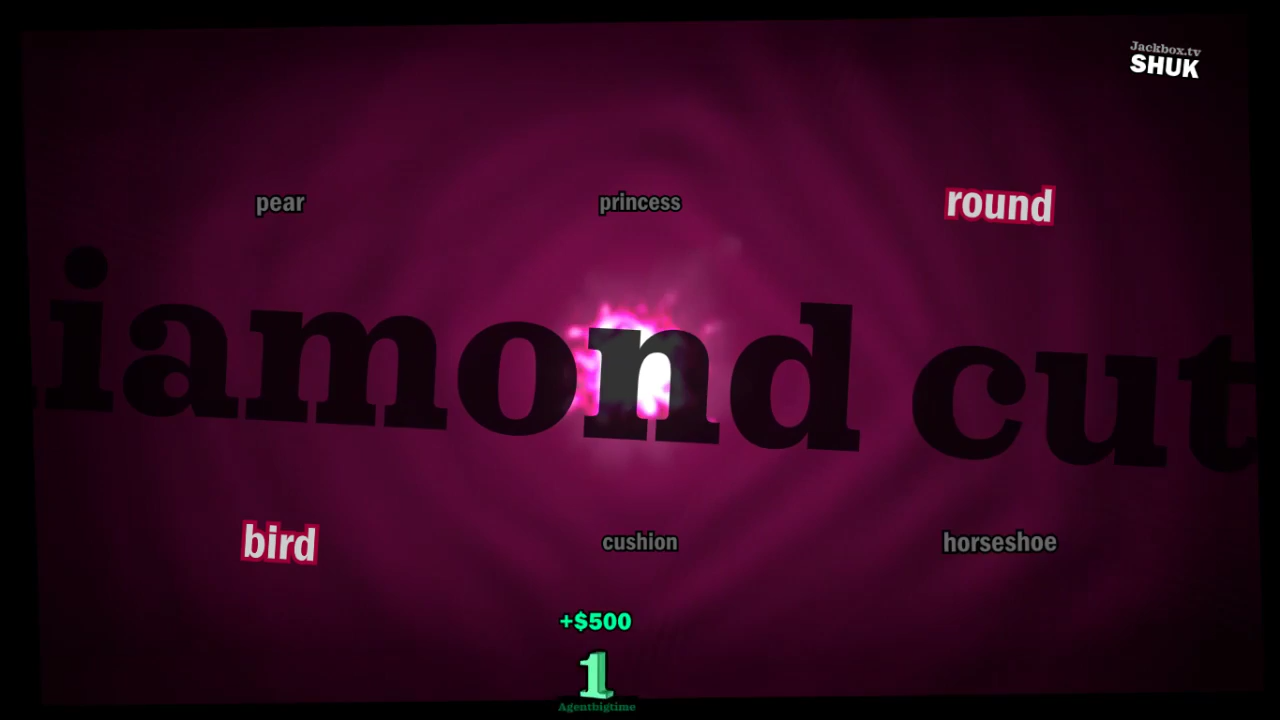 Jackbox.tv
SHUK
pear
princess
round
iamond cut
bird
cushion
horseshoe
+$500
1
Agentbigtime